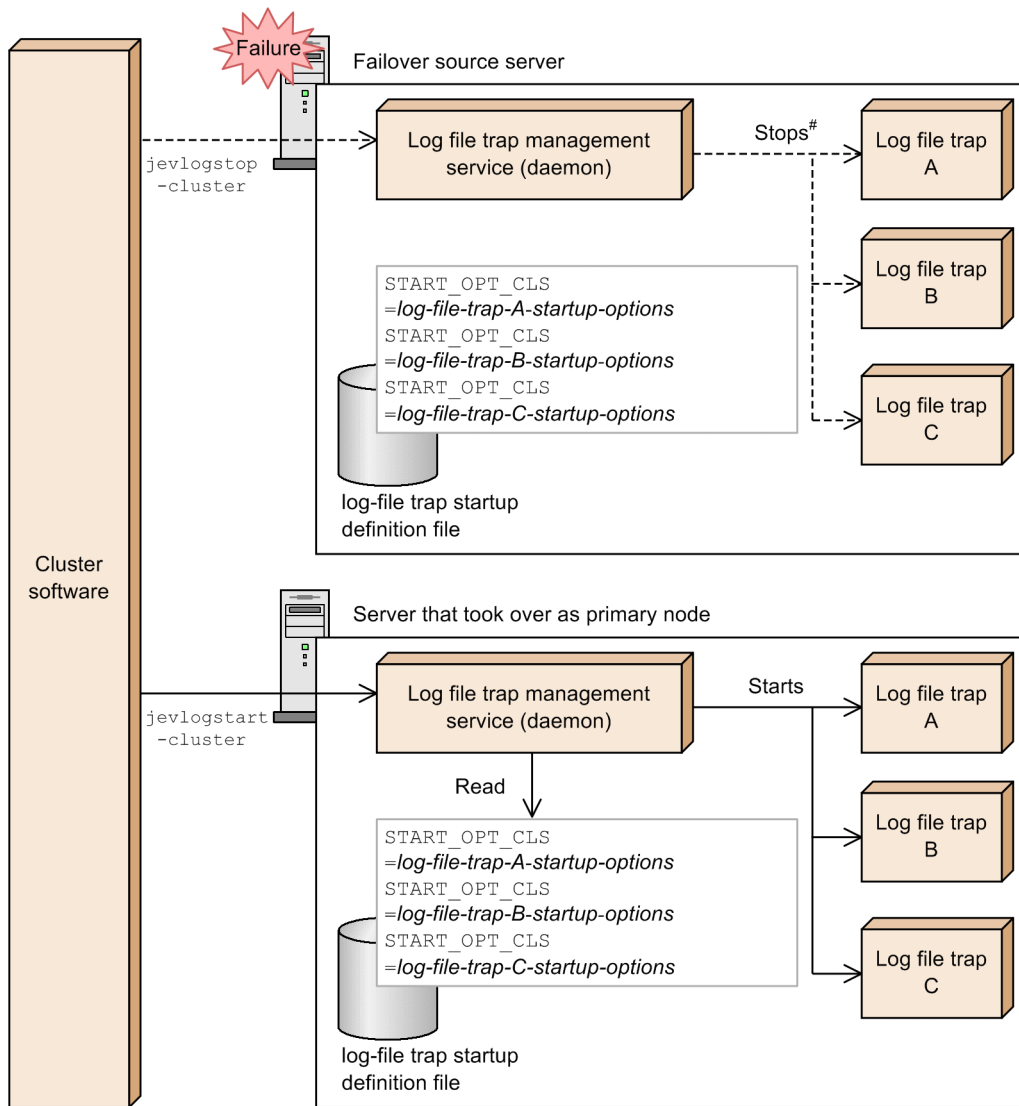 Failure
Failover source server
jevlogstop
-cluster
Log file trap management
service (daemon)
Stops#
Log file trap
A
Log file trap
B
Log file trap
C
START_OPT_CLS
=log-file-trap-A-startup-options
START_OPT_CLS
=log-file-trap-B-startup-options
START_OPT_CLS
=log-file-trap-C-startup-options
log-file trap startup
definition file
Cluster
software
Server that took over as primary node
jevlogstart
-cluster
Log file trap management
service (daemon)
Starts
Log file trap
A
Read
Log file trap
B
START_OPT_CLS
=log-file-trap-A-startup-options
START_OPT_CLS
=log-file-trap-B-startup-options
START_OPT_CLS
=log-file-trap-C-startup-options
Log file trap
C
log-file trap startup
definition file